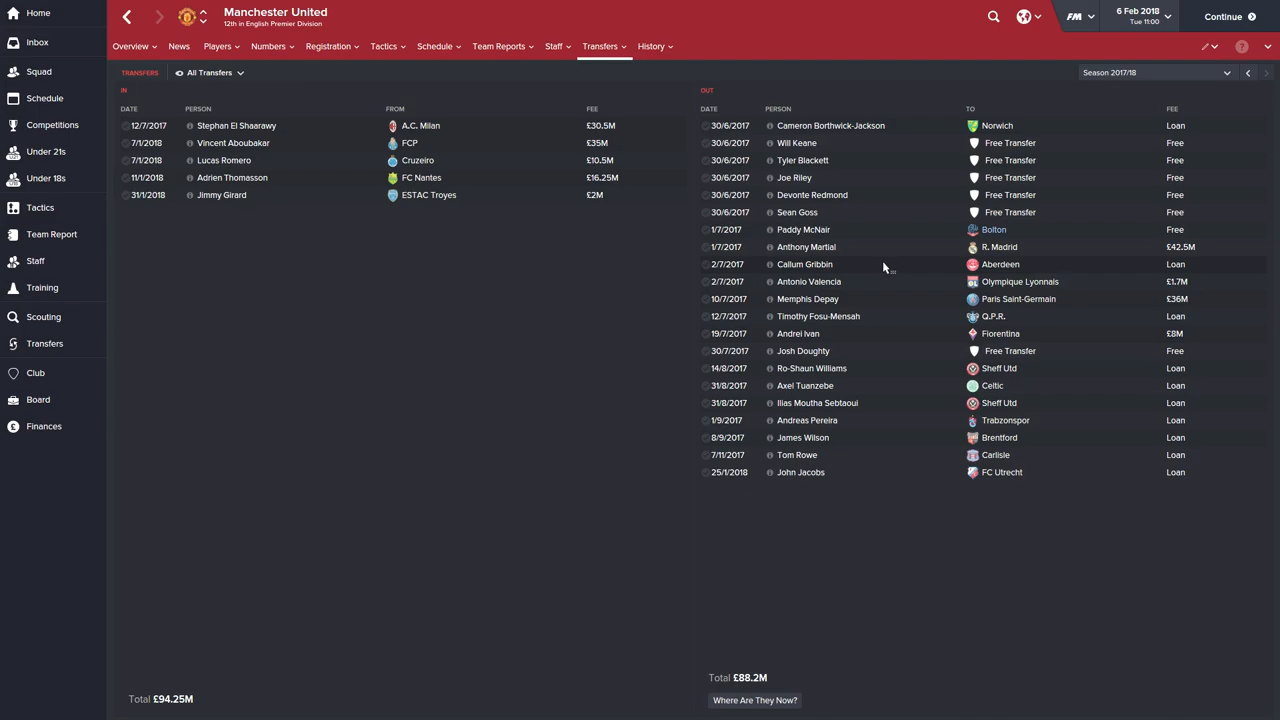 Home
Inbox
Squad
Schedule
Competitions
Under 21s
Under 18s
Tactics
Team Report
Staff
Training
Scouting
Transfers
Club
Board
Finances
Manchester United
12th in English Premier Division
FM
6 Feb 2018
Tue 11:00
Continue
Overview News Players Numbers Registration Tactics Schedule Team Reports Staff Transfers History
TRANSFERS All Transfers Season 2017/18
IN
DATE PERSON FROM FEE
12/7/2017 Stephan El Shaarawy A.C. Milan £30.5M
7/1/2018 Vincent Aboubakar FCP £35M
7/1/2018 Lucas Romero Cruzeiro £10.5M
11/1/2018 Adrien Thomasson FC Nantes £16.25M
31/1/2018 Jimmy Girard ESTAC Troyes £2M
Total £94.25M
OUT
DATE PERSON TO FEE
30/6/2017 Cameron Borthwick-Jackson Norwich Loan
30/6/2017 Will Keane Free Transfer Free
30/6/2017 Tyler Blackett Free Transfer Free
30/6/2017 Joe Riley Free Transfer Free
30/6/2017 Devonte Redmond Free Transfer Free
30/6/2017 Sean Goss Free Transfer Free
1/7/2017 Paddy McNair Bolton Free
1/7/2017 Anthony Martial R. Madrid £42.5M
2/7/2017 Callum Gribbin Aberdeen Loan
2/7/2017 Antonio Valencia Olympique Lyonnais £1.7M
10/7/2017 Memphis Depay Paris Saint-Germain £36M
12/7/2017 Timothy Fosu-Mensah Q.P.R. Loan
19/7/2017 Andrei Ivan Fiorentina £8M
30/7/2017 Josh Doughty Free Transfer Free
14/8/2017 Ro-Shaun Williams Sheff Utd Loan
31/8/2017 Axel Tuanzebe Celtic Loan
31/8/2017 Ilias Moutha Sebtaoui Sheff Utd Loan
1/9/2017 Andreas Pereira Trabzonspor Loan
8/9/2017 James Wilson Brentford Loan
7/11/2017 Tom Rowe Carlisle Loan
25/1/2018 John Jacobs FC Utrecht Loan
Total £88.2M
Where Are They Now?